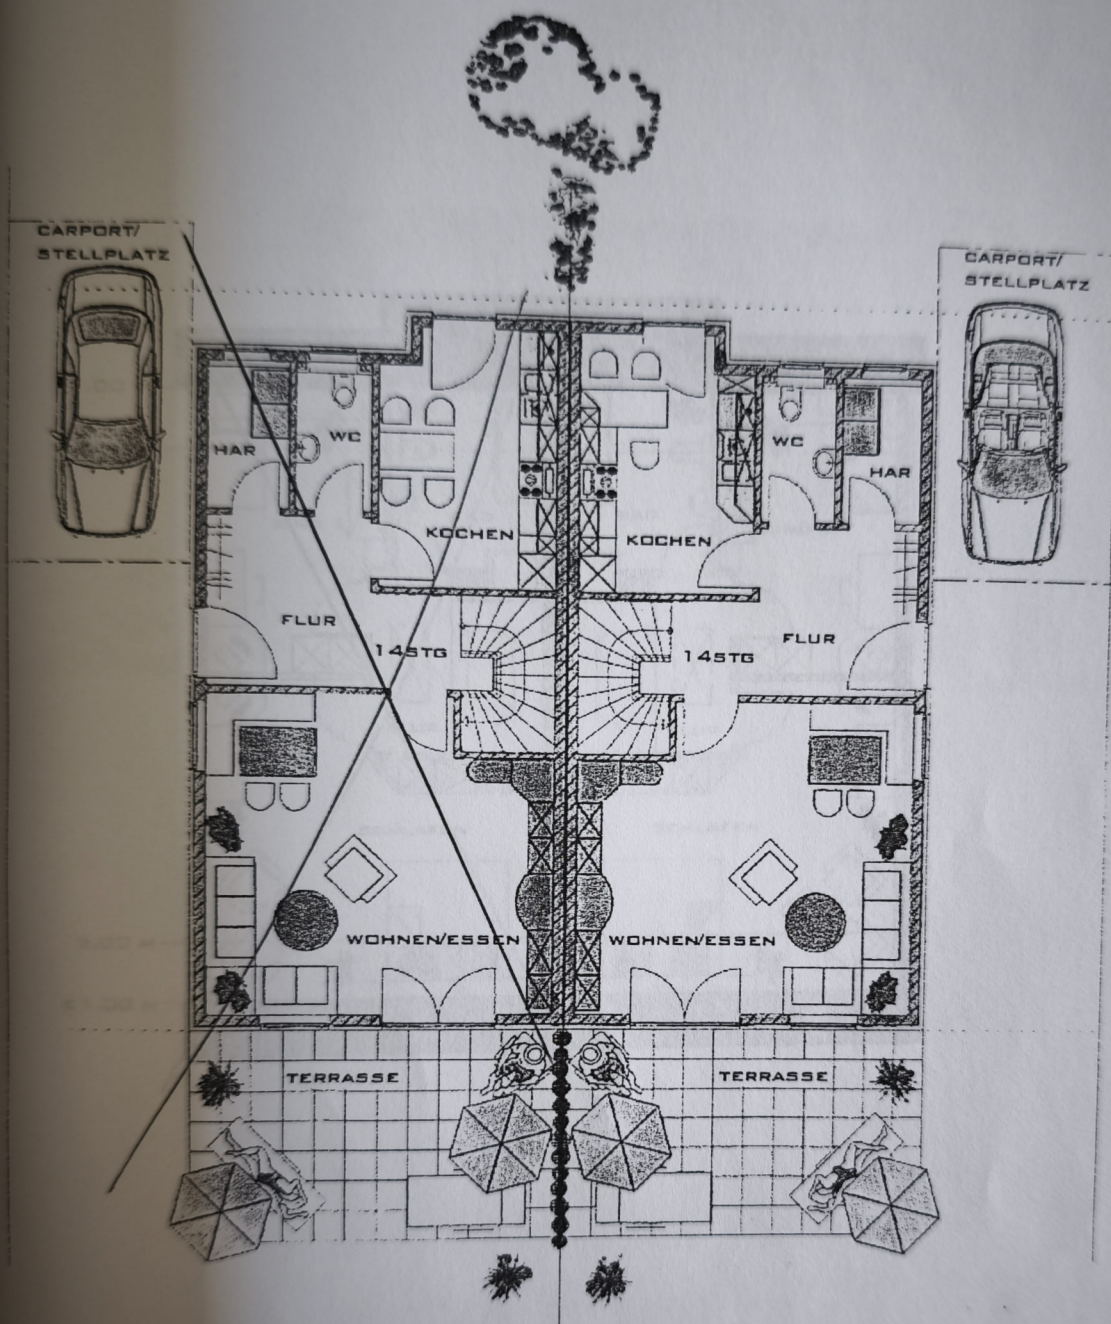 CARPORT/
STELLPLATZ
CARPORT/
STELLPLATZ
HAR
WC
WC
HAR
KOCHEN
KOCHEN
FLUR
14STG
14STG
FLUR
WOHNEN/ESSEN
WOHNEN/ESSEN
TERRASSE
TERRASSE